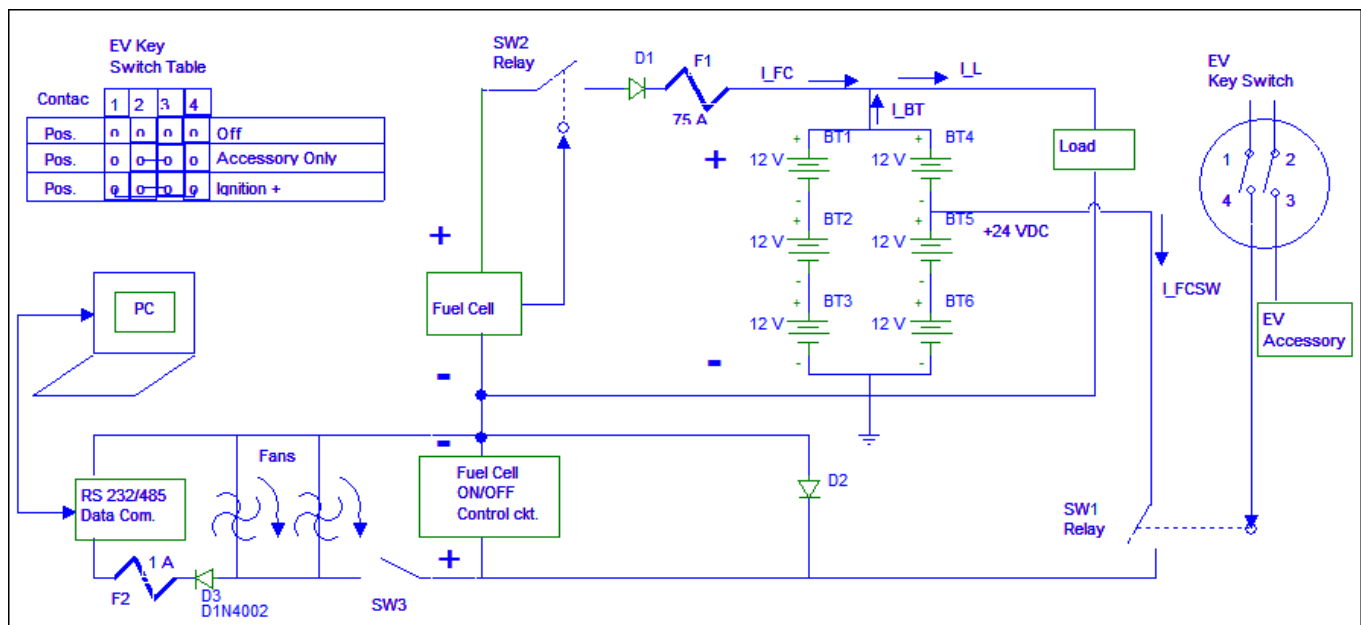 EV Key
Switch Table
Contac 1 2 3 4
Pos. o o o o Off
Pos. o o o o Accessory Only
Pos. o o o o Ignition +
SW2
Relay
D1
F1
75 A
I_FC
I_L
I_BT
+
BT1
12 V
+
-
+
BT2
12 V
-
+
BT3
12 V
-
-
+
BT4
12 V
-
+
BT5
12 V
-
+
BT6
12 V
-
+24 VDC
Load
I_FCSW
EV
Key Switch
1
2
4
3
EV
Accessory
PC
+
Fuel Cell
-
-
Fuel Cell
ON/OFF
Control ckt.
+
Fans
RS 232/485
Data Com.
1 A
F2
D3
D1N4002
SW3
D2
SW1
Relay